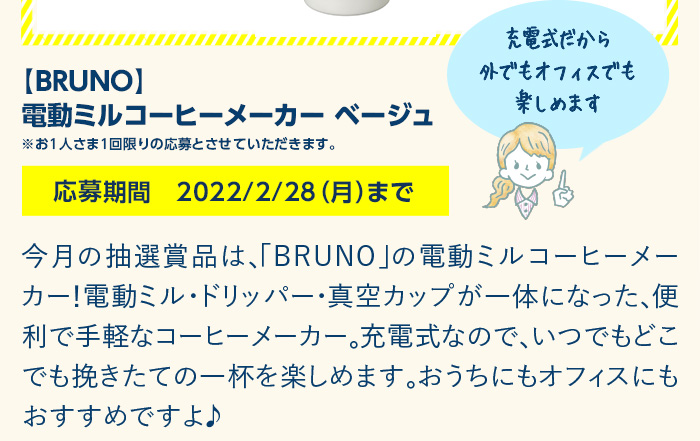 充電式だから
外でもオフィスでも
楽しめます
【BRUNO】
電動ミルコーヒーメーカー ベージュ
※お1人さま1回限りの応募とさせていただきます。
応募期間　2022/2/28（月）まで
今月の抽選賞品は、「BRUNO」の電動ミルコーヒーメー
カー！電動ミル・ドリッパー・真空カップが一体になった、便
利で手軽なコーヒーメーカー。充電式なので、いつでもどこ
でも挽きたての一杯を楽しめます。おうちにもオフィスにも
おすすめですよ♪